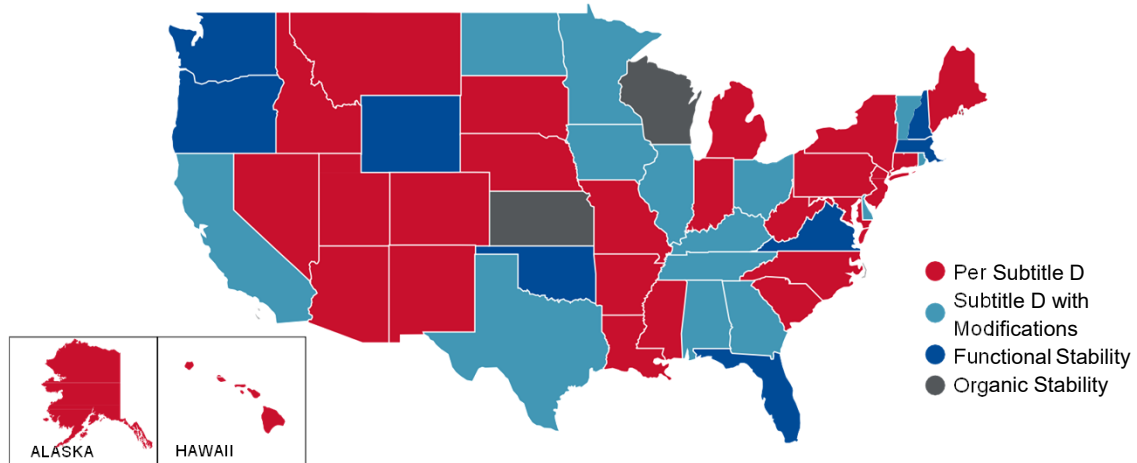 Per Subtitle D
Subtitle D with
Modifications
Functional Stability
Organic Stability
ALASKA
HAWAII